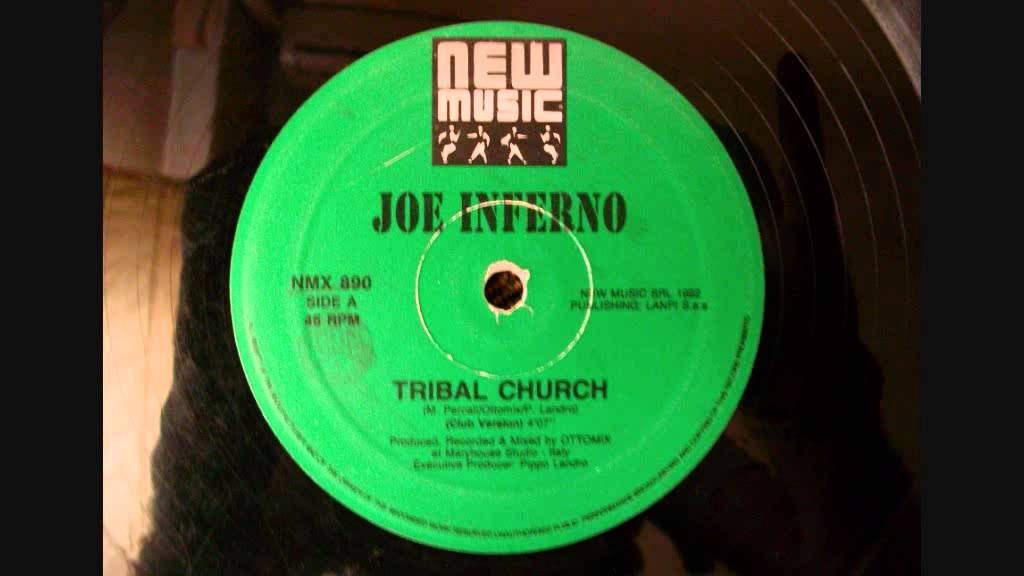 NEW
MUSIC
JOE INFERNO
NMX 890
SIDE A
45 RPM
NEW MUSIC SRL 1992
PUBLISHING: LANPI S.a.s.
TRIBAL CHURCH
(M. Percali/Ottomix/P. Landro)
(Club Version) 4'07"
Produced, Recorded & Mixed by OTTOMIX
at Maryhouse Studio - Italy
Executive Producer: Pippo Landro